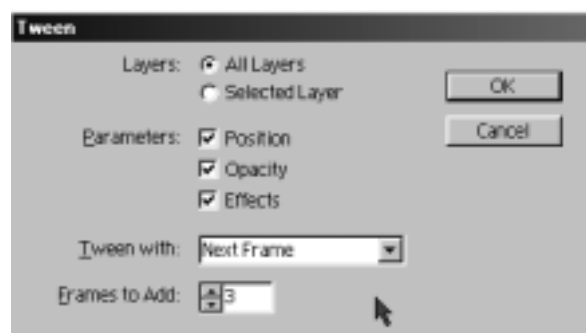 Tween
Layers: All Layers
Selected Layer
OK
Parameters: Position
Cancel
Opacity
Effects
Tween with: Next Frame
Frames to Add: 3